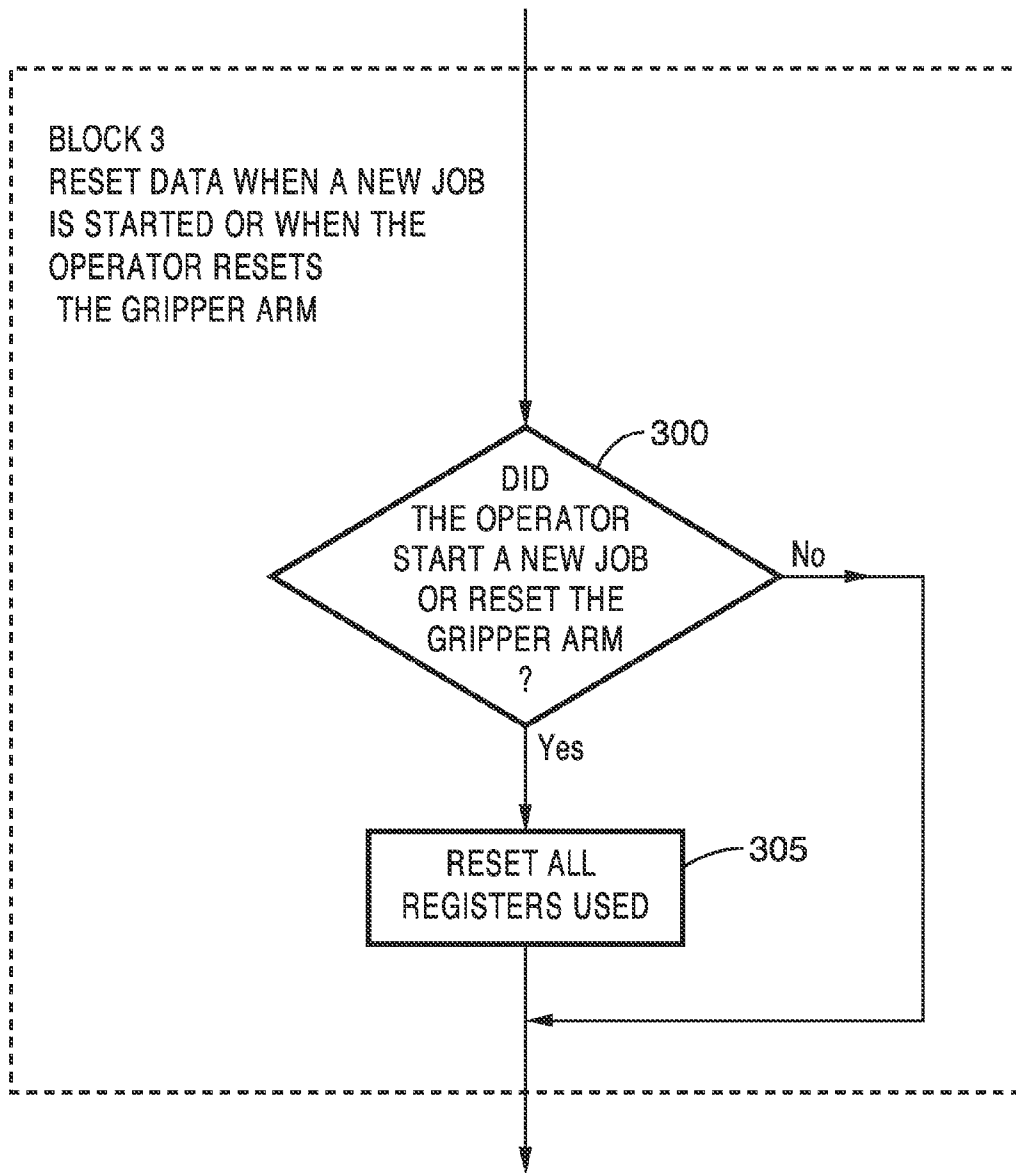 BLOCK 3
RESET DATA WHEN A NEW JOB
IS STARTED OR WHEN THE
OPERATOR RESETS
THE GRIPPER ARM
300
DID
THE OPERATOR
START A NEW JOB
OR RESET THE
GRIPPER ARM
?
No
Yes
RESET ALL
REGISTERS USED
305